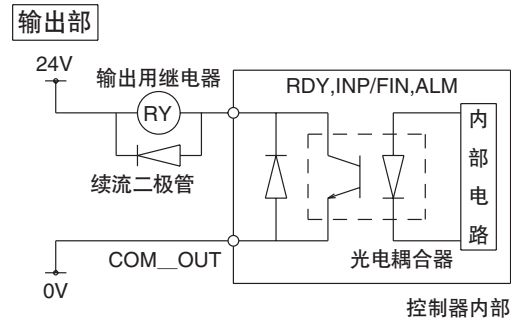 输出部
24V
输出用继电器
RY
续流二极管
RDY,INP/FIN,ALM
内部电路
光电耦合器
COM__OUT
0V
控制器内部